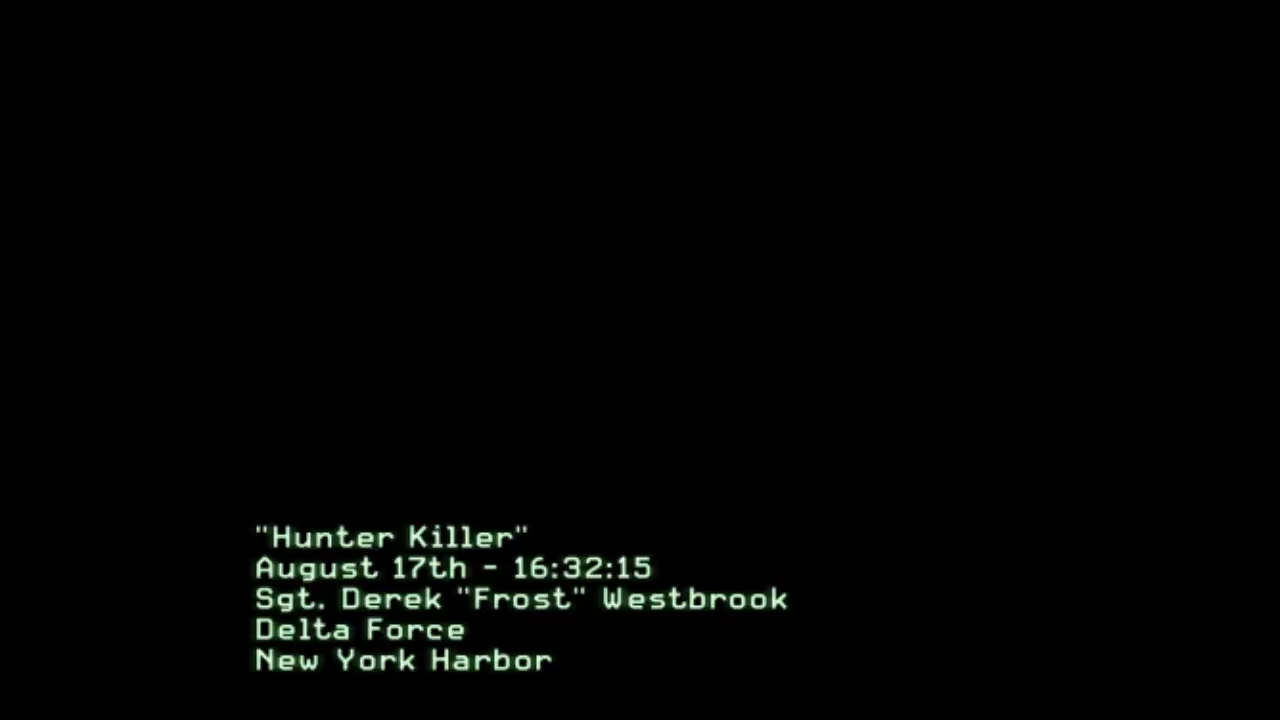 "Hunter Killer"
August 17th - 16:32:15
Sgt. Derek "Frost" Westbrook
Delta Force
New York Harbor